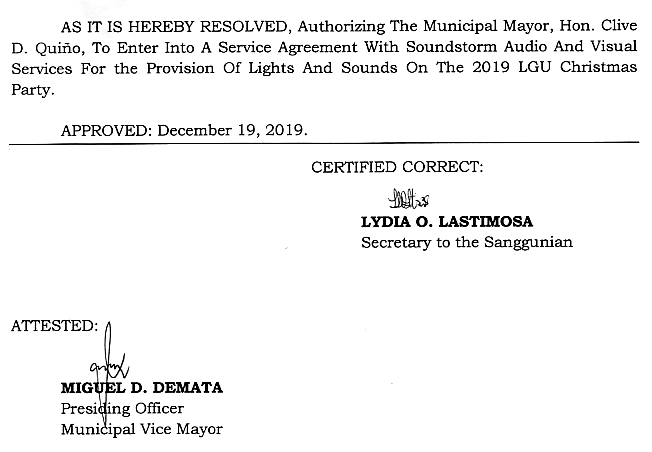 AS IT IS HEREBY RESOLVED, Authorizing The Municipal Mayor, Hon. Clive
D. Quiño, To Enter Into A Service Agreement With Soundstorm Audio And Visual
Services For the Provision Of Lights And Sounds On The 2019 LGU Christmas
Party.
APPROVED: December 19, 2019.
CERTIFIED CORRECT:
LYDIA O. LASTIMOSA
Secretary to the Sanggunian
ATTESTED:
MIGUEL D. DEMATA
Presiding Officer
Municipal Vice Mayor